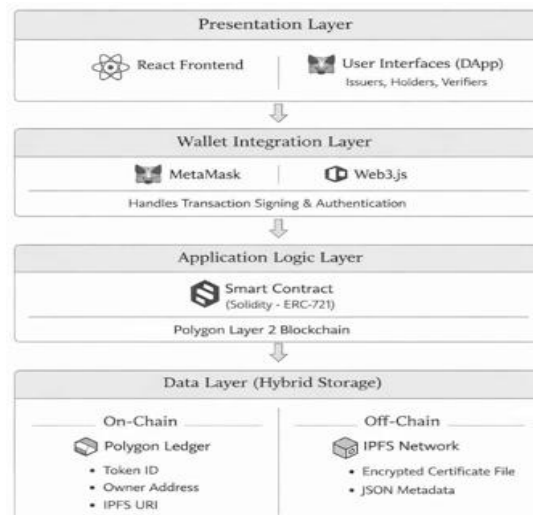 Presentation Layer
React Frontend
User Interfaces (DApp)
Issuers, Holders, Verifiers
Wallet Integration Layer
MetaMask
Web3.js
Handles Transaction Signing & Authentication
Application Logic Layer
Smart Contract
(Solidity - ERC-721)
Polygon Layer 2 Blockchain
Data Layer (Hybrid Storage)
On-Chain
Polygon Ledger
• Token ID
• Owner Address
• IPFS URI
Off-Chain
IPFS Network
• Encrypted Certificate File
• JSON Metadata